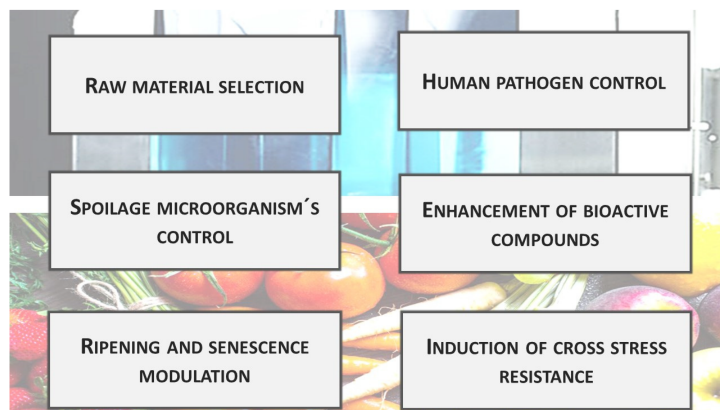 RAW MATERIAL SELECTION
HUMAN PATHOGEN CONTROL
SPOILAGE MICROORGANISM´S
CONTROL
ENHANCEMENT OF BIOACTIVE
COMPOUNDS
RIPENING AND SENESCENCE
MODULATION
INDUCTION OF CROSS STRESS
RESISTANCE